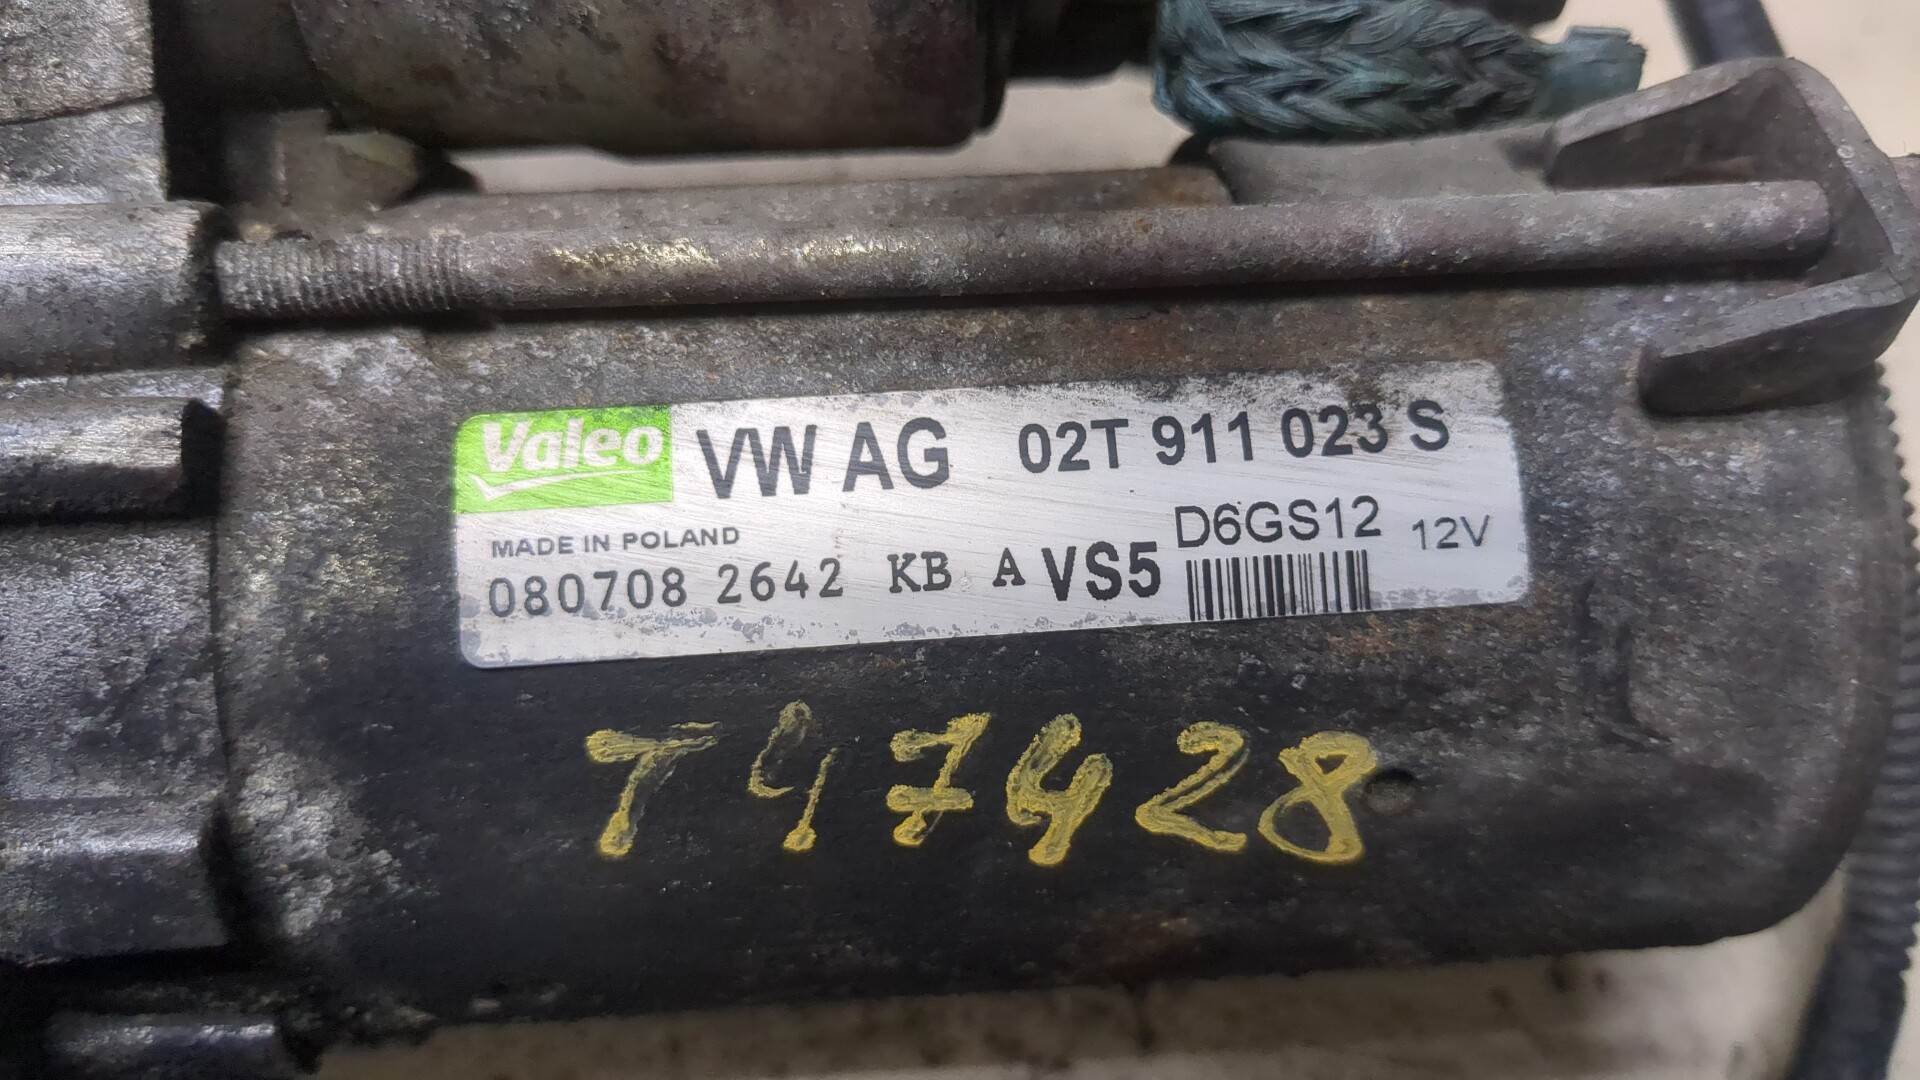 Valeo VW AG 02T 911 023 S
D6GS12 12V
MADE IN POLAND
080708 2642 KB A VS5
T47428